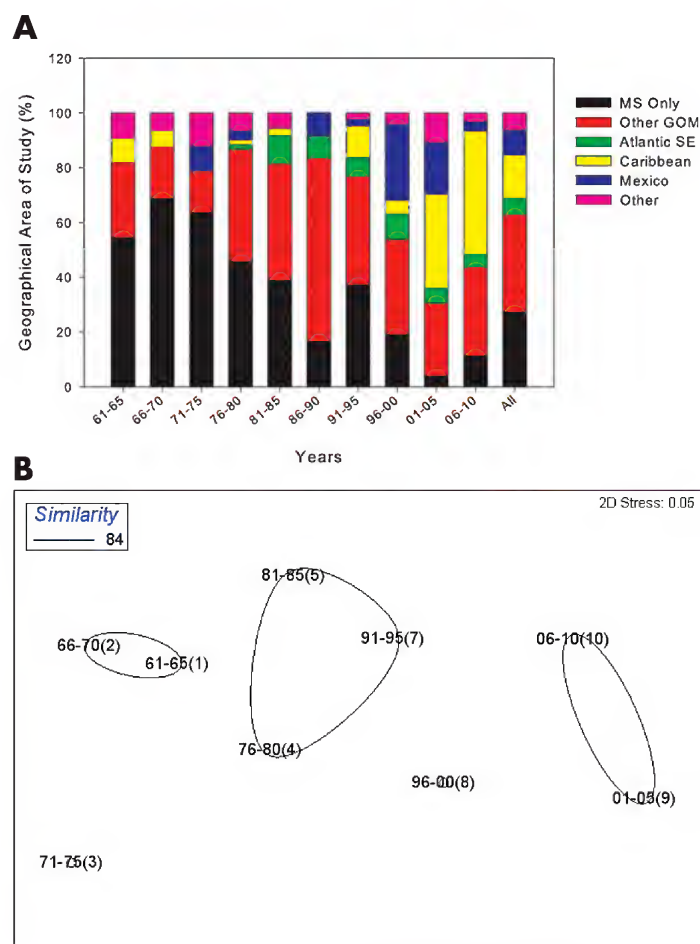 A
Geographical Area of Study (%)
120
100
80
60
40
20
0
61-65
66-70
71-75
76-80
81-85
86-90
91-95
96-00
01-05
06-10
All
Years
MS Only
Other GOM
Atlantic SE
Caribbean
Mexico
Other
B
Similarity
84
2D Stress: 0.05
81-85(5)
66-70(2)
61-65(1)
91-95(7)
06-10(10)
76-80(4)
96-00(8)
01-05(9)
71-75(3)